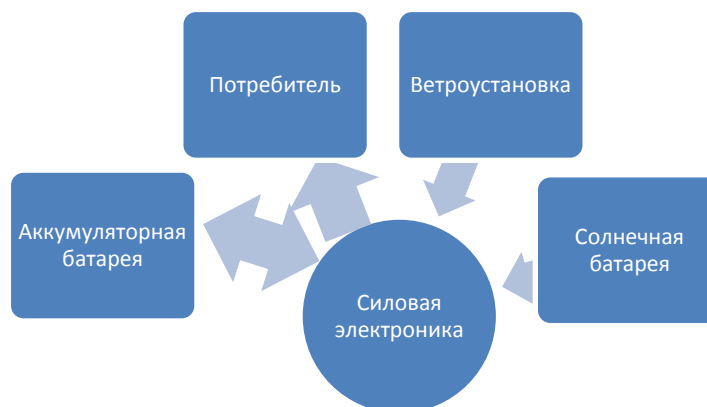 Потребитель
Ветроустановка
Аккумуляторная
батарея
Солнечная
батарея
Силовая
электроника